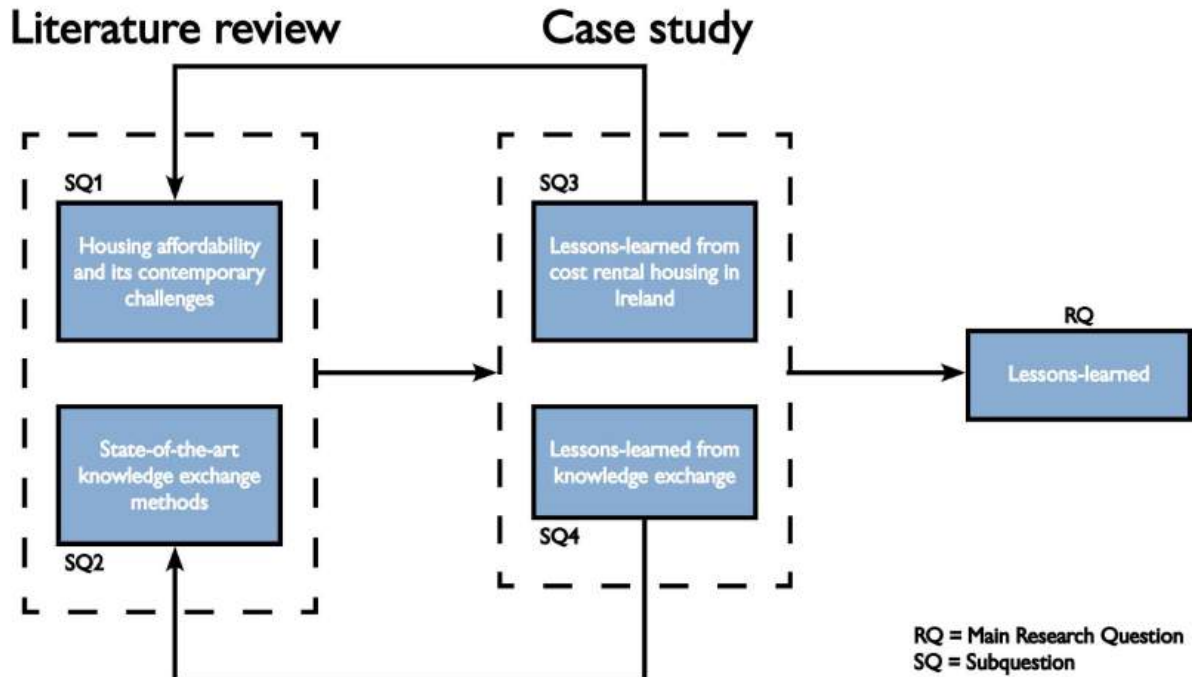 Literature review
Case study
SQ1
Housing affordability
and its contemporary
challenges
State-of-the-art
knowledge exchange
methods
SQ2
SQ3
Lessons-learned from
cost rental housing in
Ireland
Lessons-learned from
knowledge exchange
SQ4
RQ
Lessons-learned
RQ = Main Research Question
SQ = Subquestion